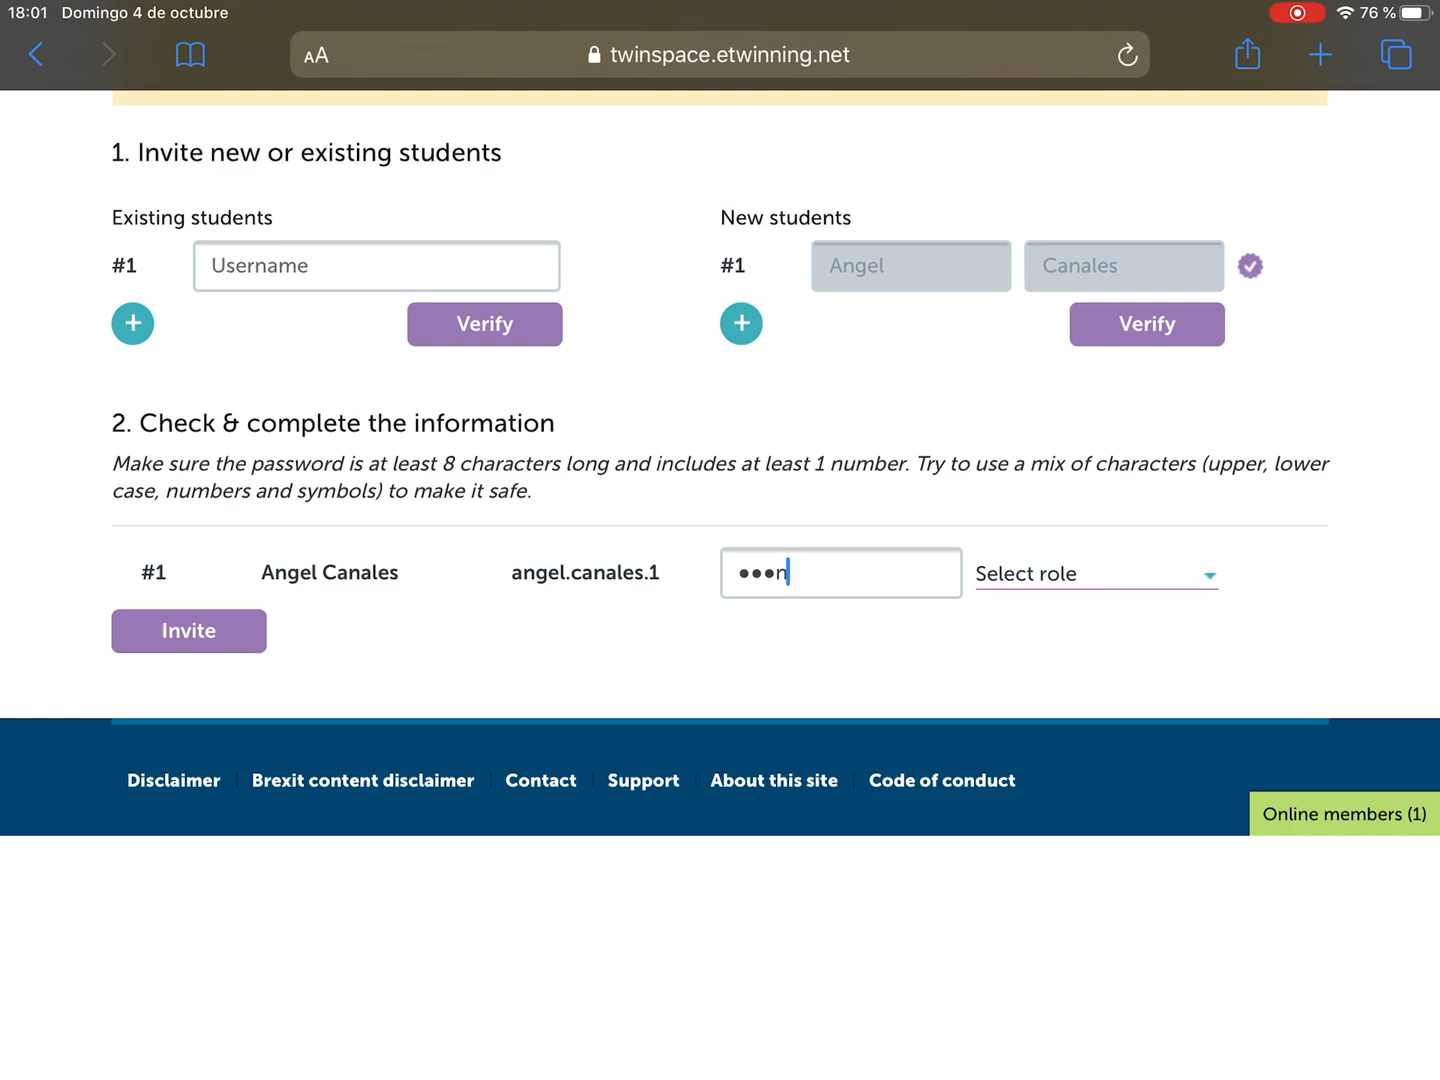 18:01 Domingo 4 de octubre
76 %
AA
twinspace.etwinning.net
1. Invite new or existing students
Existing students
New students
#1
Username
#1
Angel
Canales
+
Verify
+
Verify
2. Check & complete the information
Make sure the password is at least 8 characters long and includes at least 1 number. Try to use a mix of characters (upper, lower
case, numbers and symbols) to make it safe.
#1
Angel Canales
angel.canales.1
•••n
Select role
Invite
Disclaimer
Brexit content disclaimer
Contact
Support
About this site
Code of conduct
Online members (1)